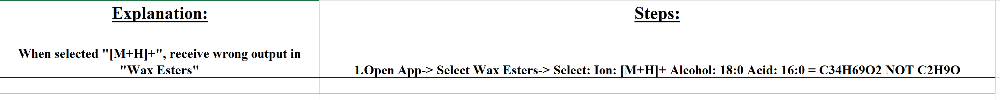 Explanation:
Steps:
When selected "[M+H]+", receive wrong output in
"Wax Esters"
1.Open App-> Select Wax Esters-> Select: Ion: [M+H]+ Alcohol: 18:0 Acid: 16:0 = C34H69O2 NOT C2H9O